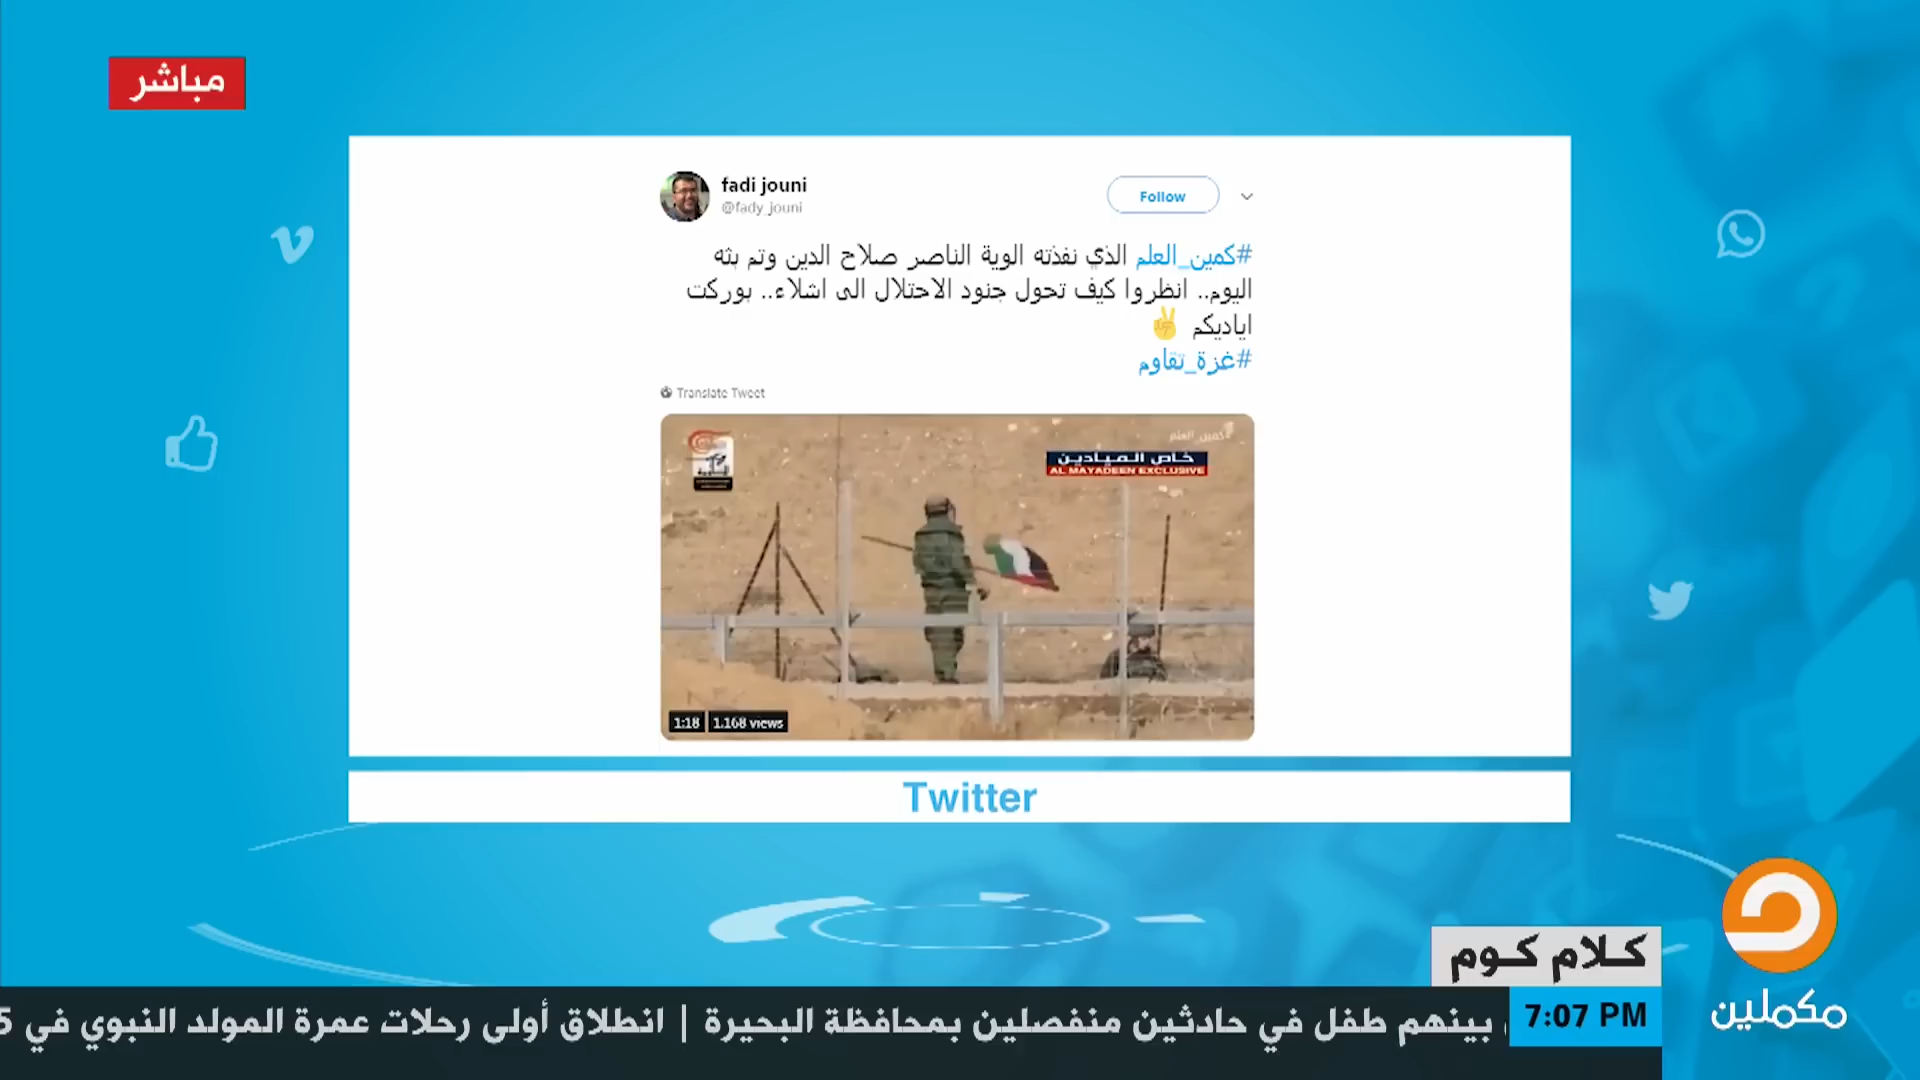 مباشر
fadi jouni
@fady_jouni
Follow
#كمين_العلم الذي نفذته الوية الناصر صلاح الدين وتم بثه
اليوم.. انظروا كيف تحول جنود الاحتلال الى اشلاء.. بوركت
اياديكم ✌
#غزة_تقاوم
Translate Tweet
#كمين_العلم
خاص الميادين
AL MAYADEEN EXCLUSIVE
1:18
1.168 views
Twitter
كلام كوم
7:07 PM
بينهم طفل في حادثين منفصلين بمحافظة البحيرة | انطلاق أولى رحلات عمرة المولد النبوي في 5
مكملين